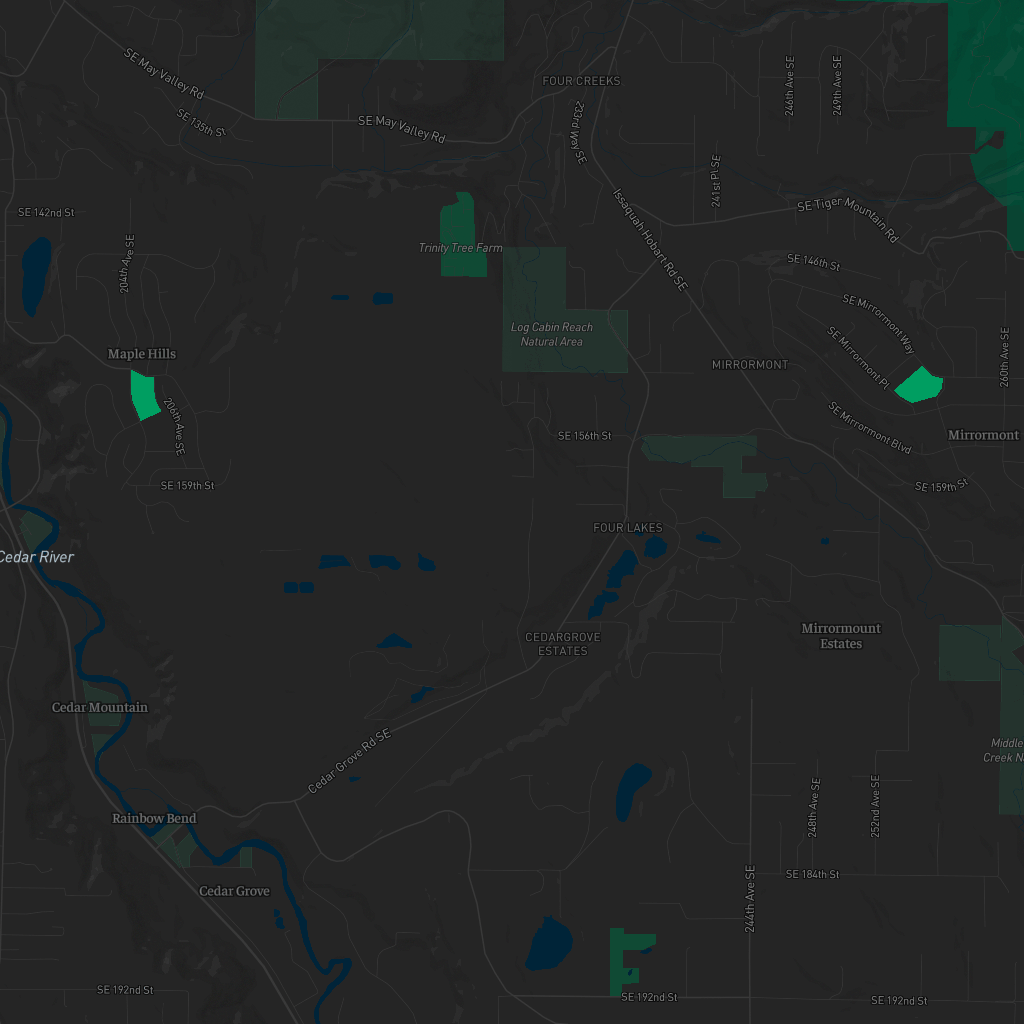 SE May Valley Rd
FOUR CREEKS
246th Ave SE
249th Ave SE
SE 135th St
SE May Valley Rd
233rd Way SE
241st Pl SE
SE 142nd St
Issaquah Hobart Rd SE
SE Tiger Mountain Rd
204th Ave SE
Trinity Tree Farm
SE 146th St
SE Mirrormont Way
Log Cabin Reach
Natural Area
SE Mirrormont Pl
260th Ave SE
Maple Hills
MIRRORMONT
206th Ave SE
SE 156th St
SE Mirrormont Blvd
Mirrormont
SE 159th St
SE 159th St
FOUR LAKES
Cedar River
CEDARGROVE
ESTATES
Mirrormount
Estates
Cedar Mountain
Cedar Grove Rd SE
Middle
Creek Na
248th Ave SE
252nd Ave SE
Rainbow Bend
SE 184th St
Cedar Grove
244th Ave SE
SE 192nd St
SE 192nd St
SE 192nd St